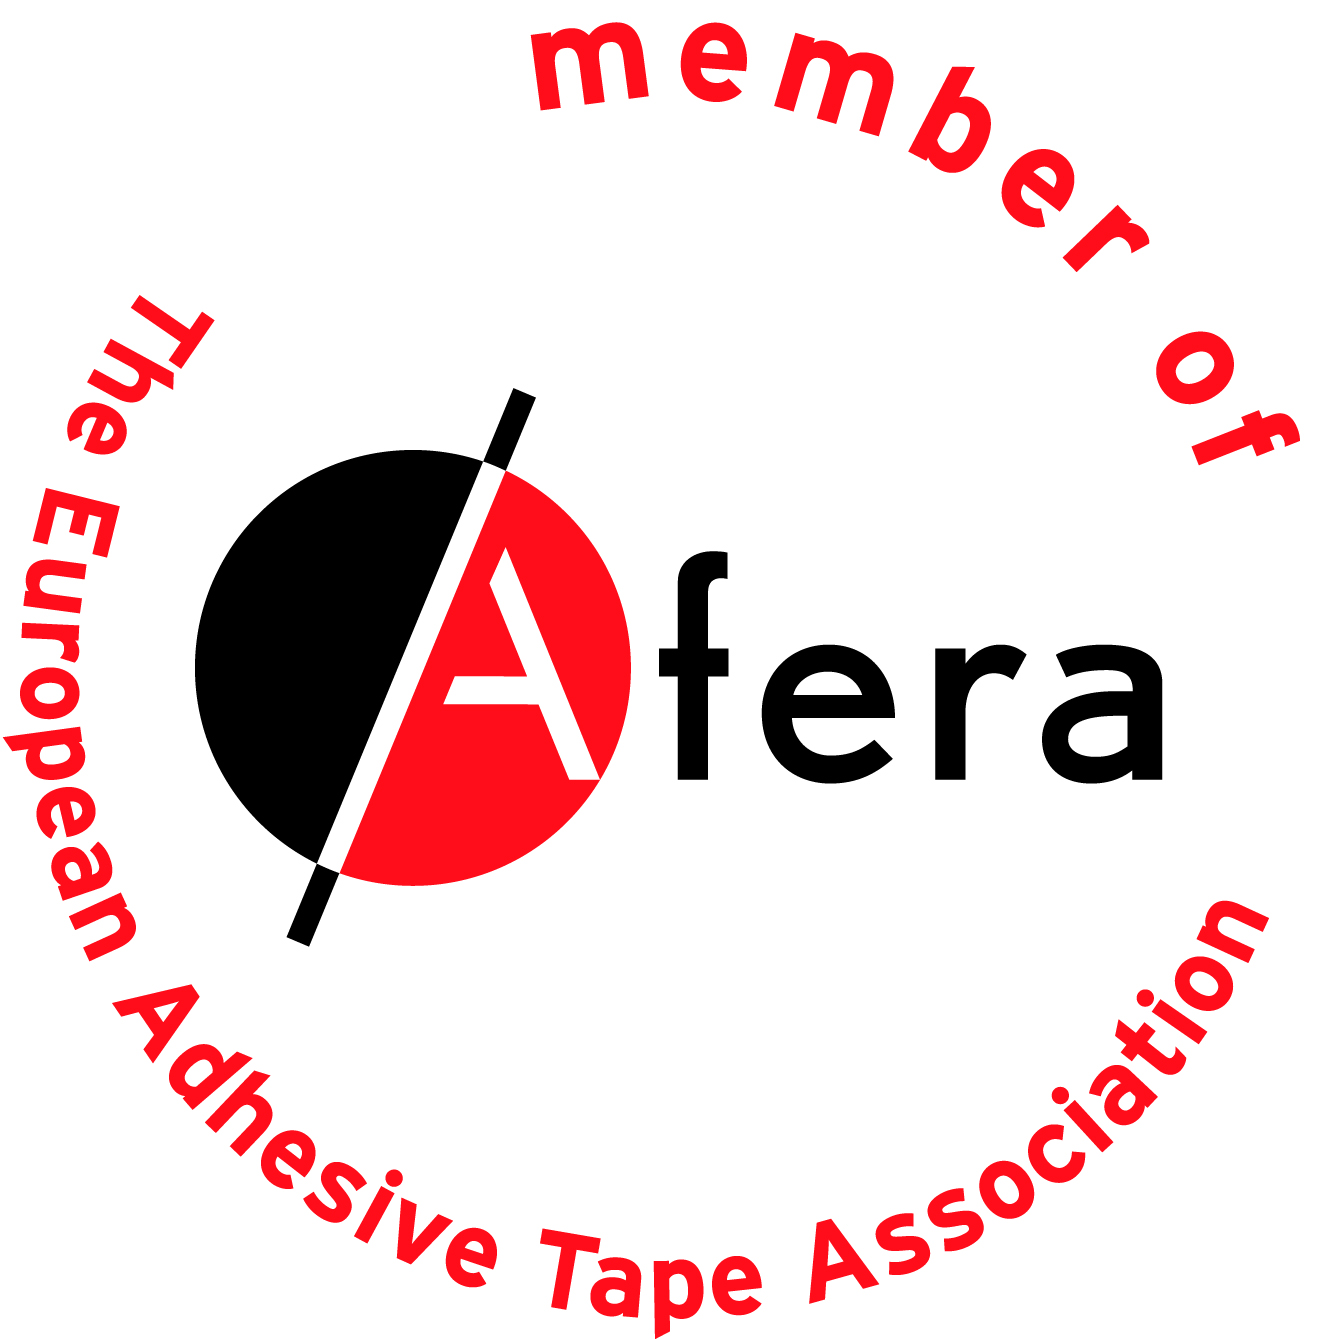 member of
Afera
The European Adhesive Tape Association